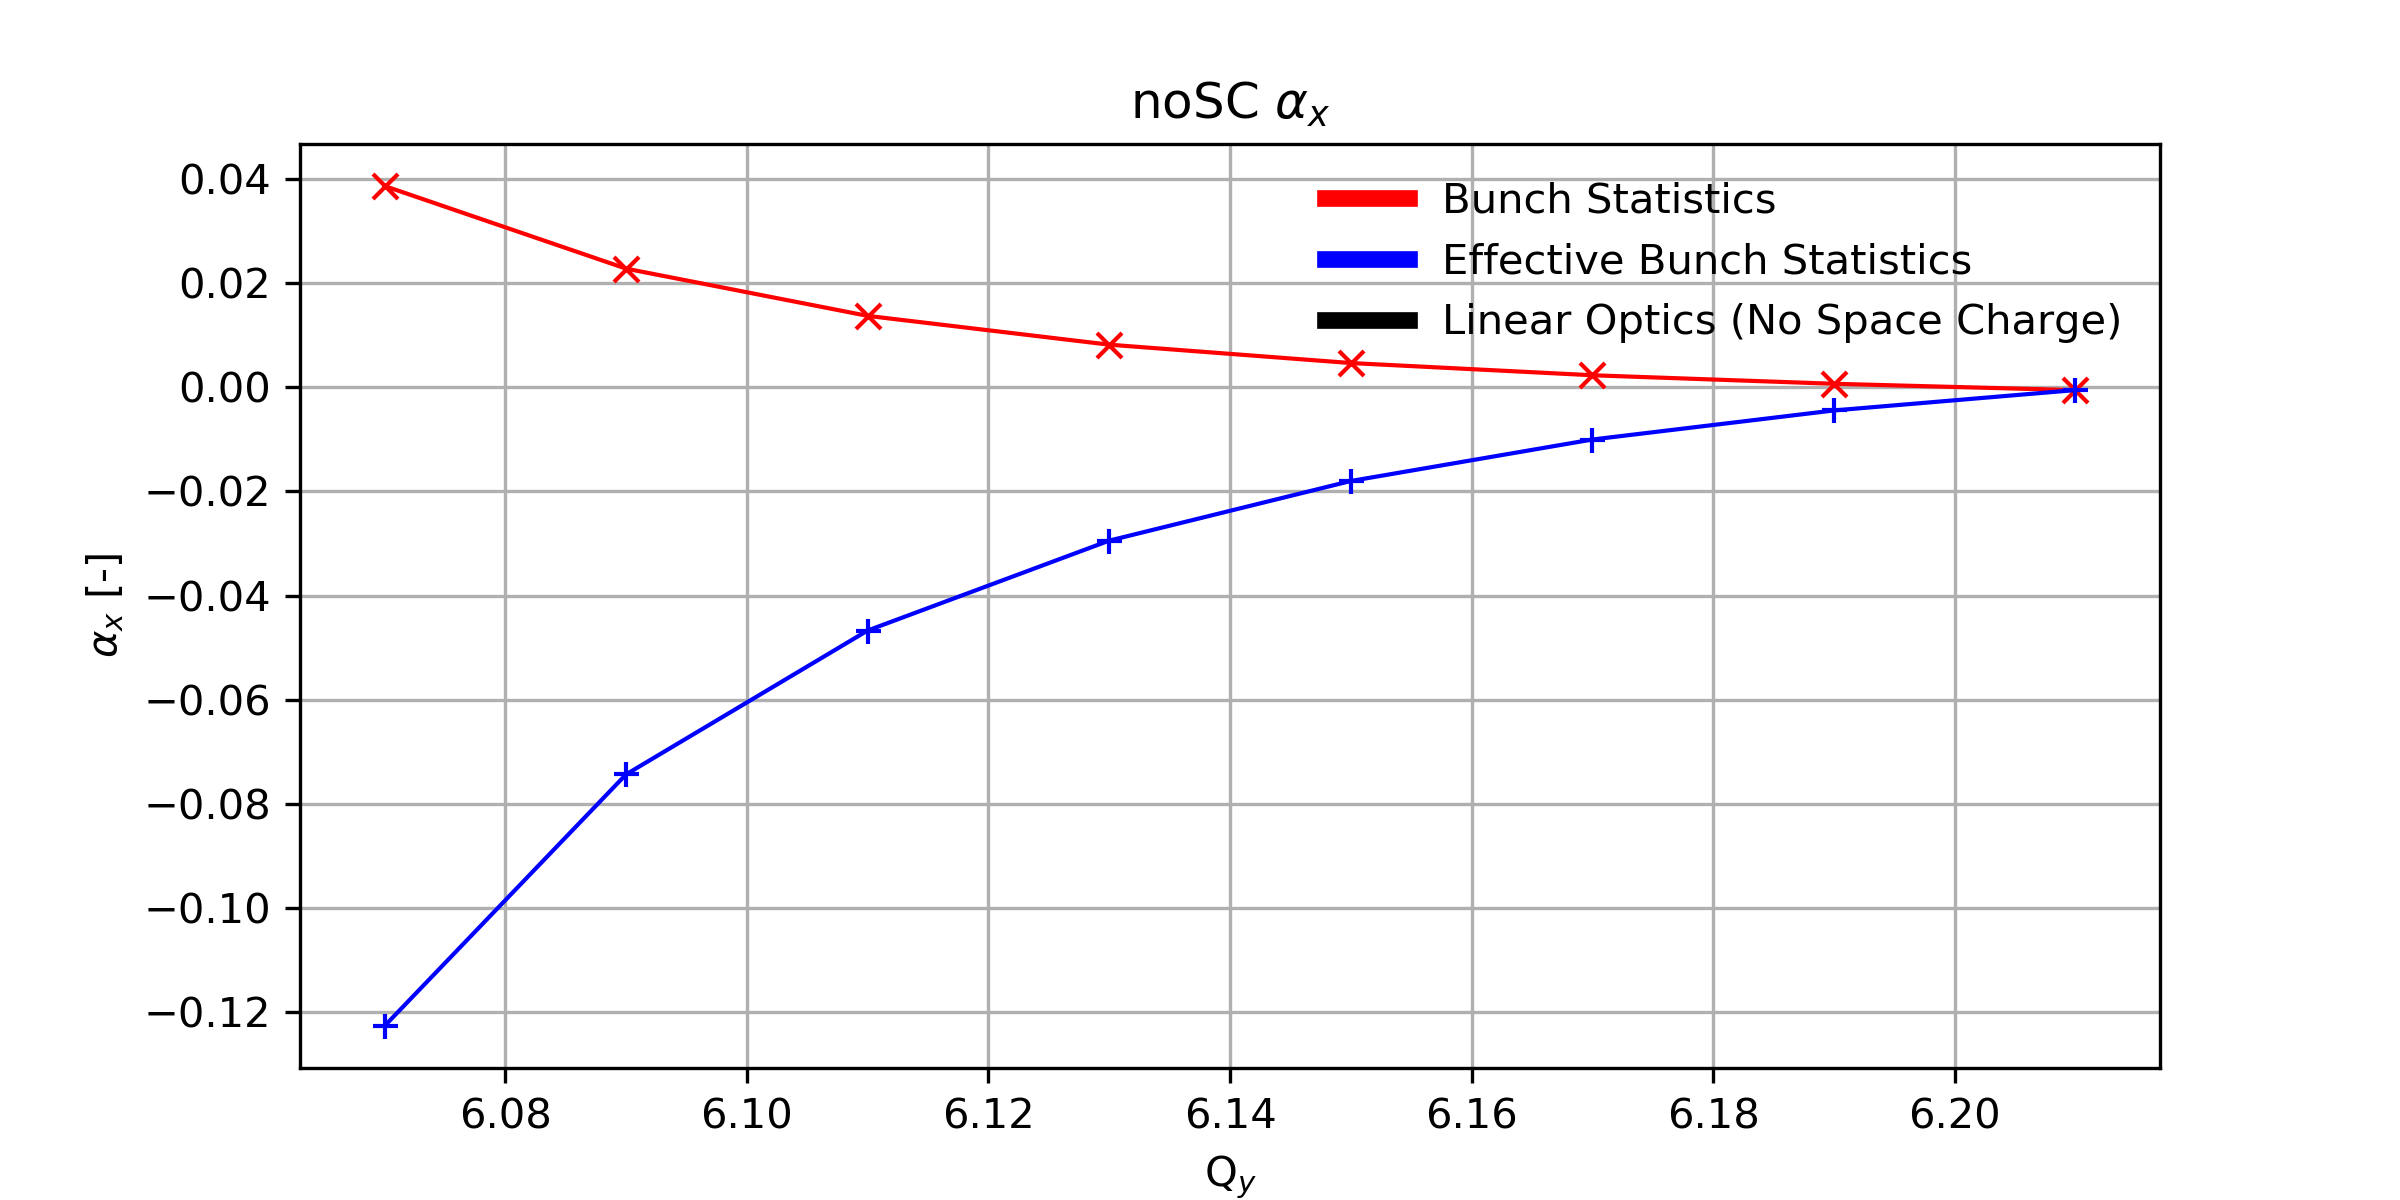 noSC αx
0.04
0.02
0.00
−0.02
−0.04
−0.06
−0.08
−0.10
−0.12
αx [-]
Bunch Statistics
Effective Bunch Statistics
Linear Optics (No Space Charge)
6.08 6.10 6.12 6.14 6.16 6.18 6.20
Qy